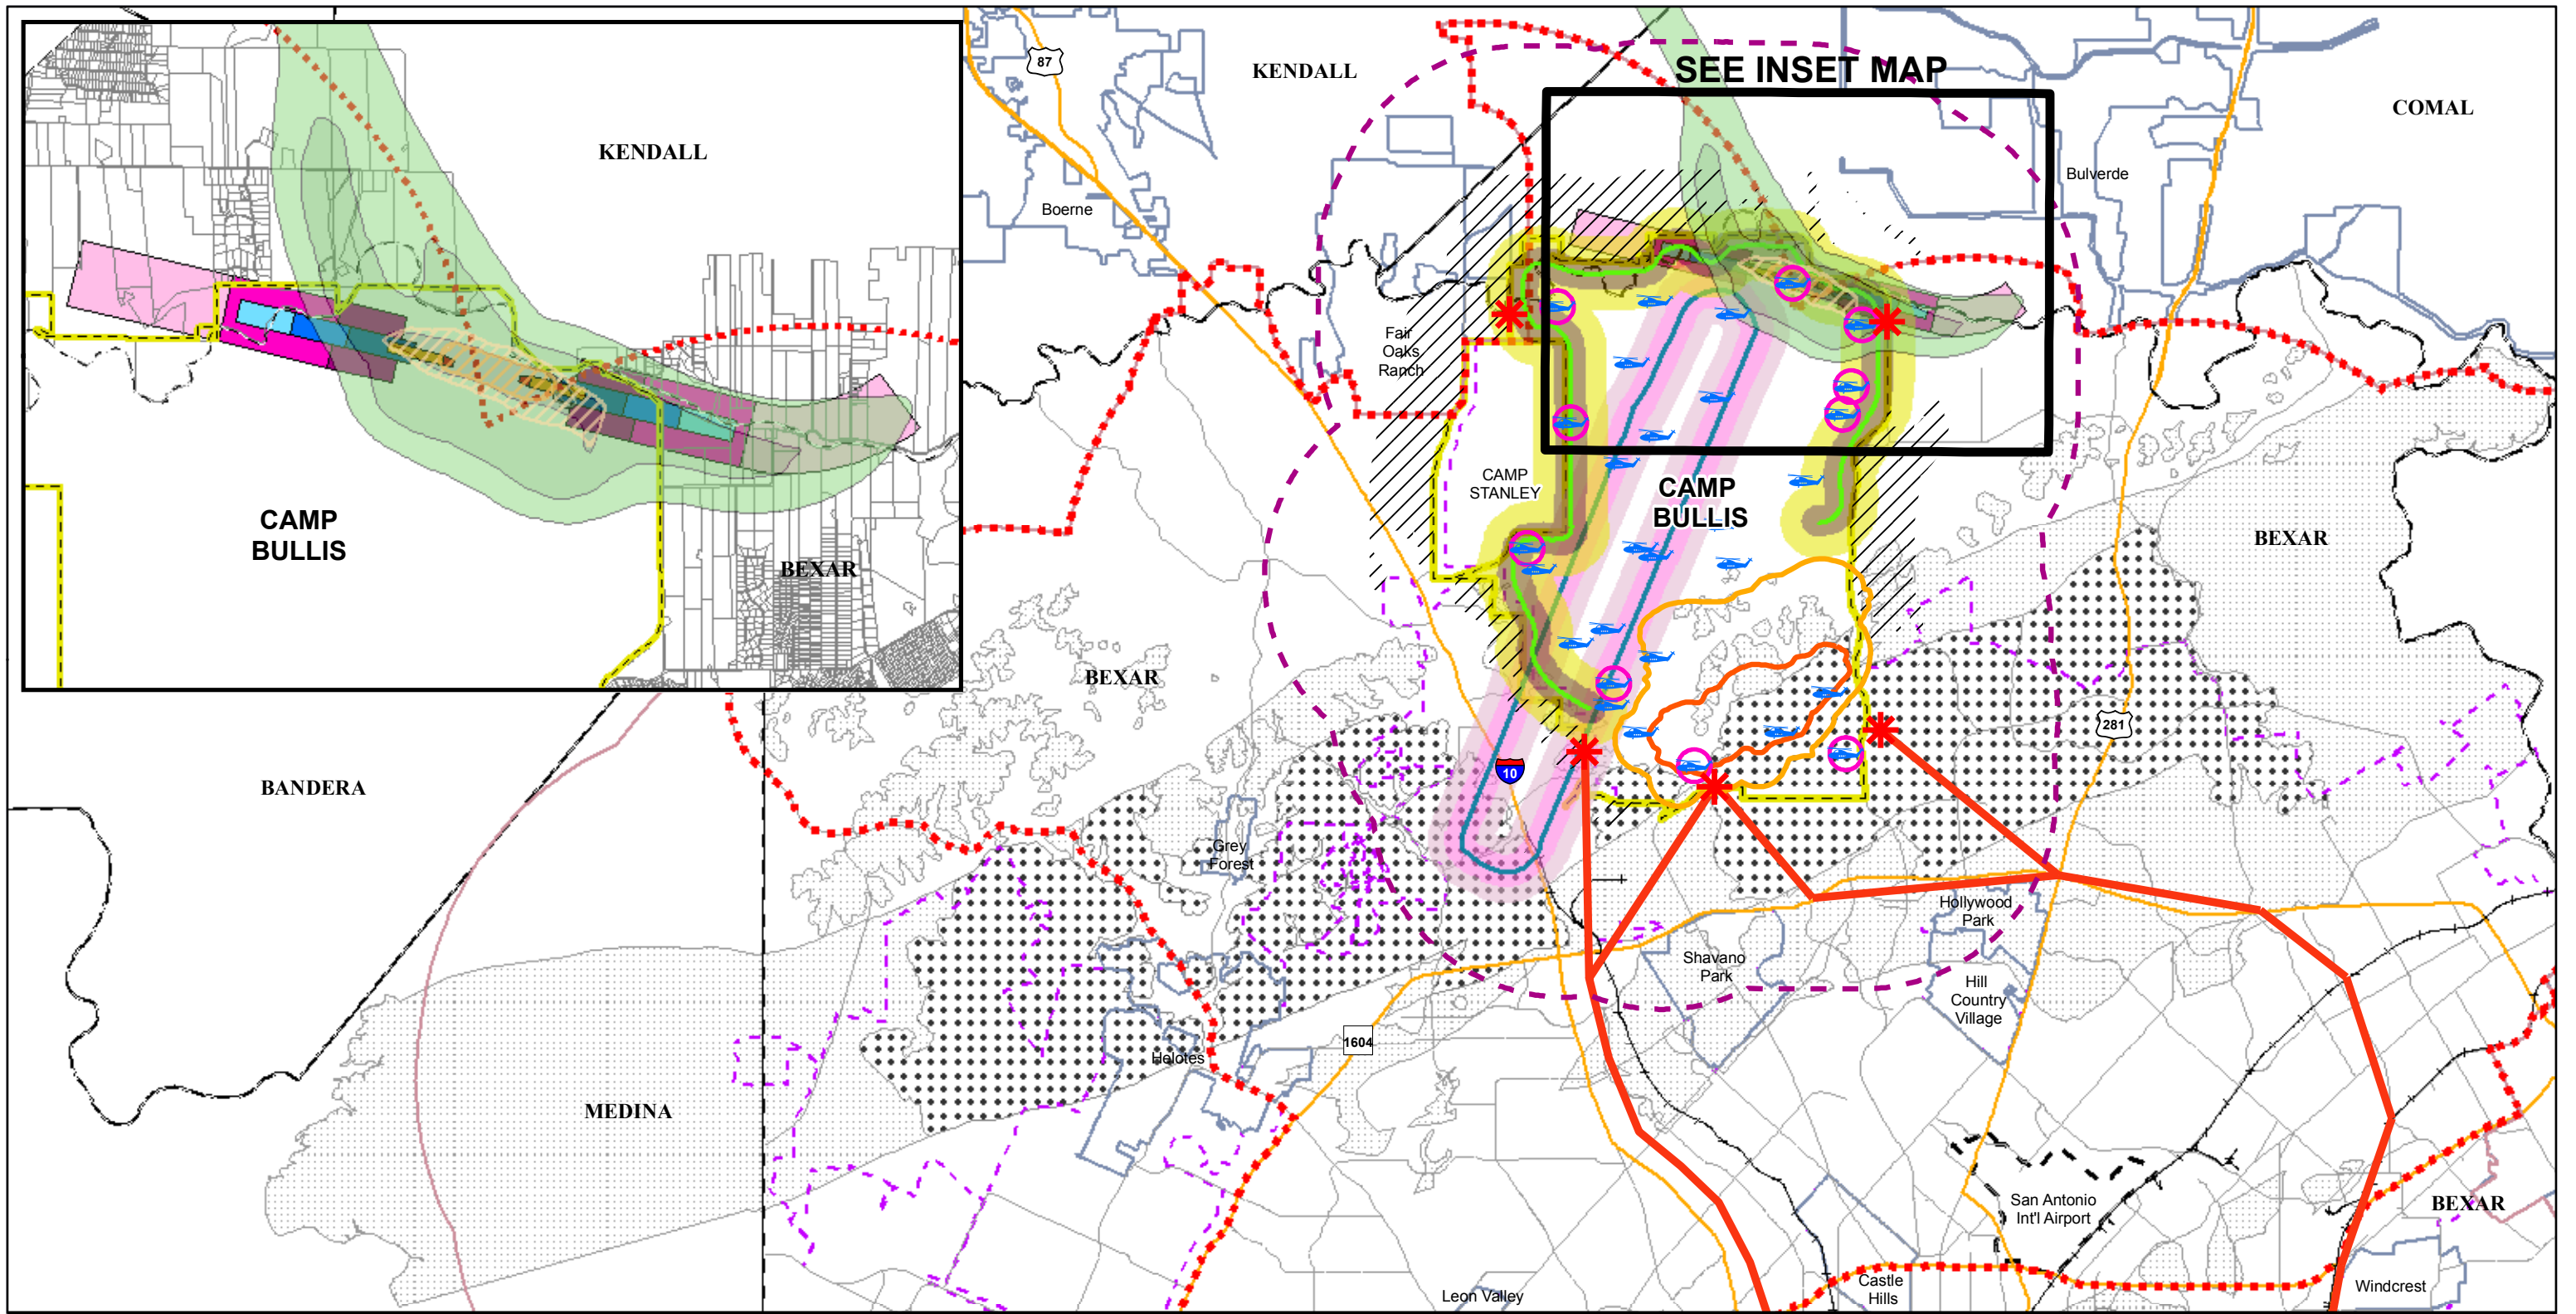 KENDALL
CAMP
BULLIS
BEXAR
87
KENDALL
SEE INSET MAP
COMAL
Boerne
Bulverde
Fair
Oaks
Ranch
CAMP
STANLEY
CAMP
BULLIS
BEXAR
BEXAR
281
10
BANDERA
Grey
Forest
Hollywood
Park
Shavano
Park
Hill
Country
Village
1604
Helotes
MEDINA
San Antonio
Int'l Airport
BEXAR
Castle
Hills
Leon Valley
Windcrest